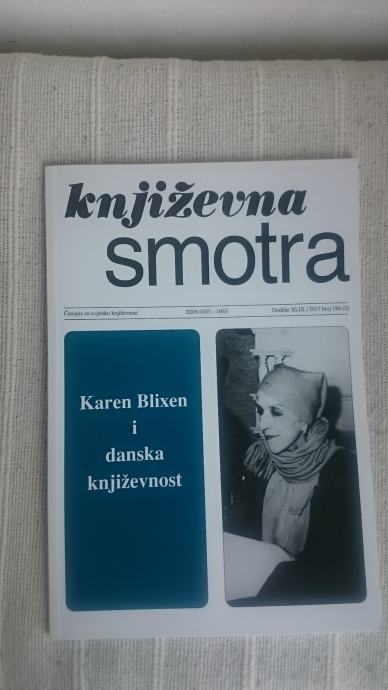 književna
smotra
Časopis za svjetsku književnost ISSN 0455 – 0463 Godište XLIX / 2017 broj 184 (2)
Karen Blixen
i
danska
književnost